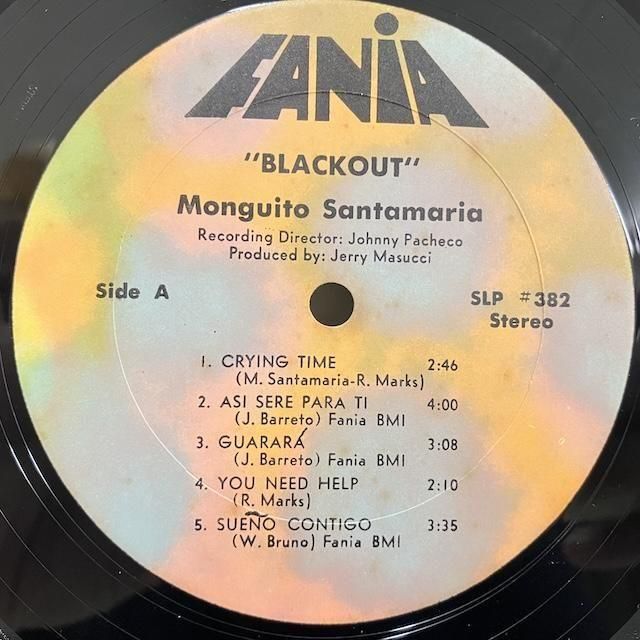 FANIA
"BLACKOUT"
Monguito Santamaria
Recording Director: Johnny Pacheco
Produced by: Jerry Masucci
Side A
SLP #382
Stereo
1. CRYING TIME 2:46
(M. Santamaria-R. Marks)
2. ASI SERE PARA TI 4:00
(J. Barreto) Fania BMI
3. GUARARÁ 3:08
(J. Barreto) Fania BMI
4. YOU NEED HELP 2:10
(R. Marks)
5. SUEÑO CONTIGO 3:35
(W. Bruno) Fania BMI